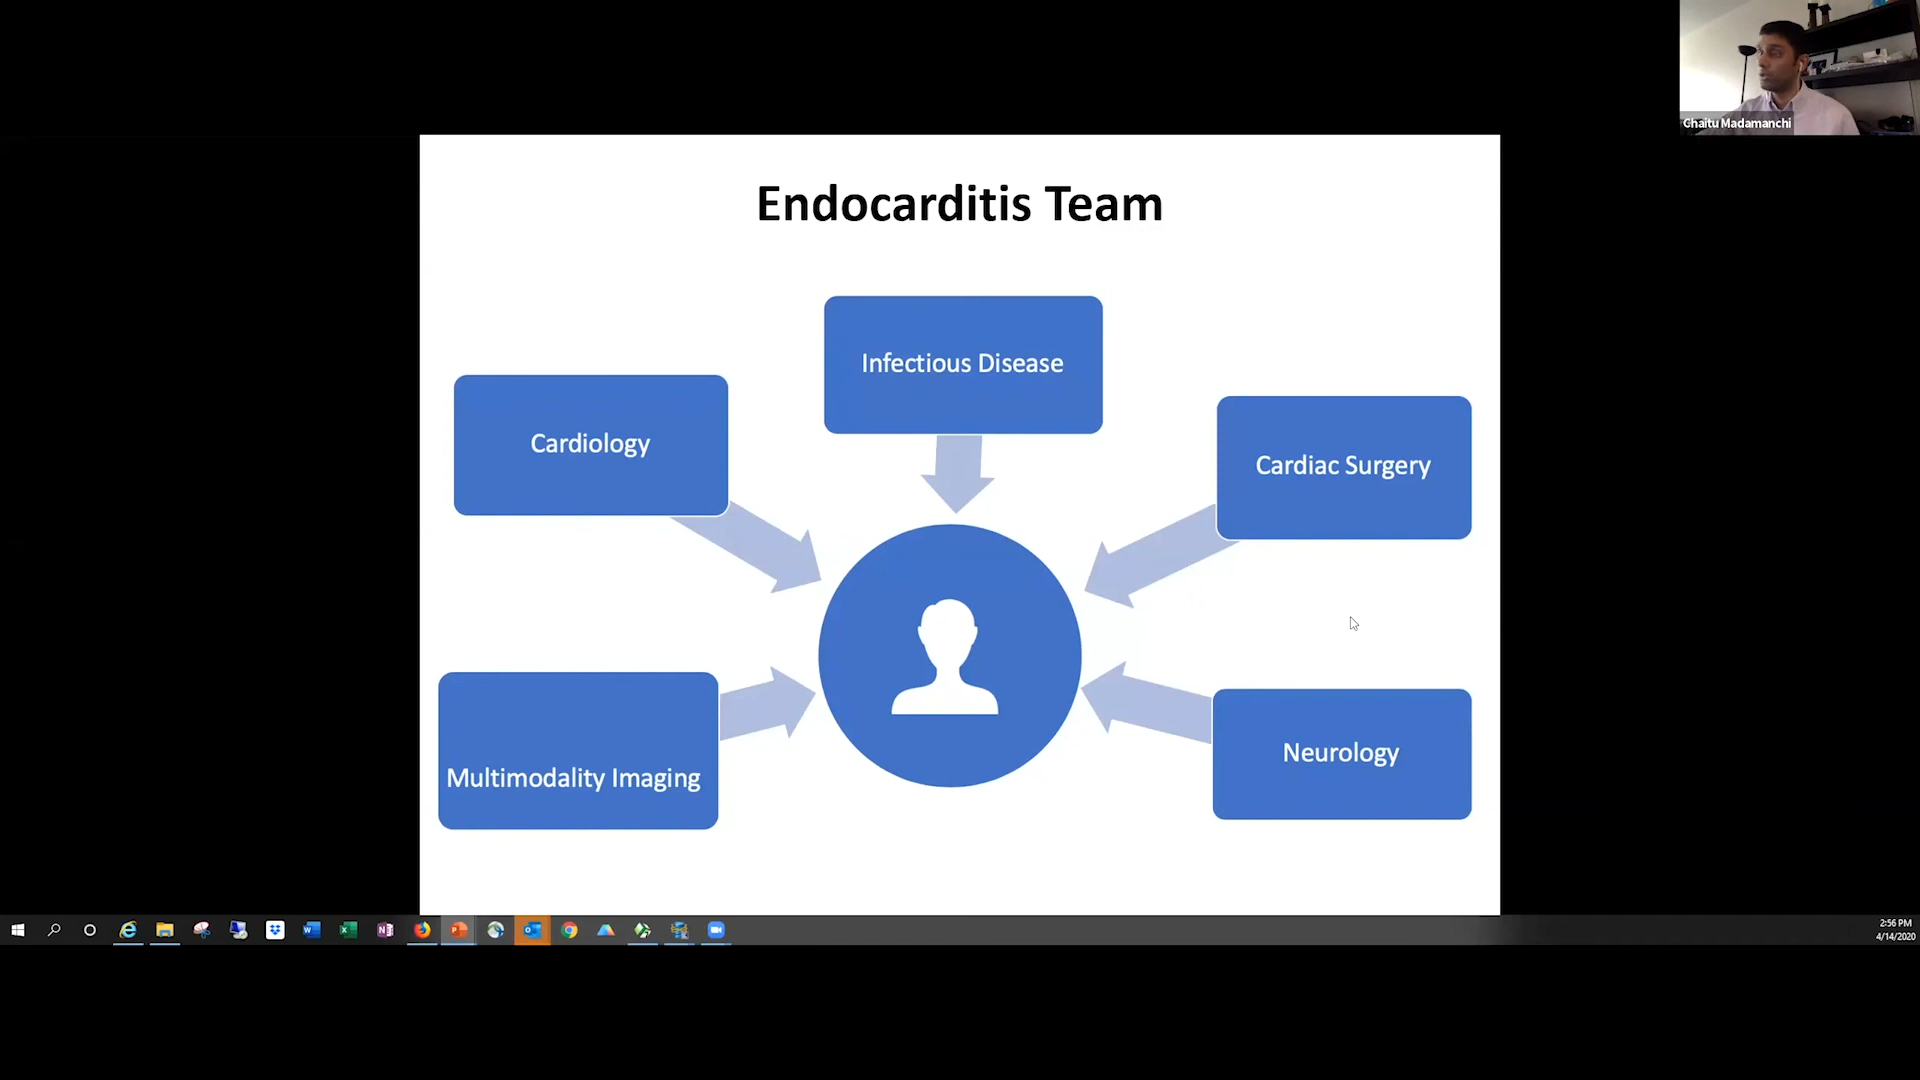 Chaitu Madamanchi
Endocarditis Team
Infectious Disease
Cardiology
Cardiac Surgery
Multimodality Imaging
Neurology
2:56 PM
4/14/2020